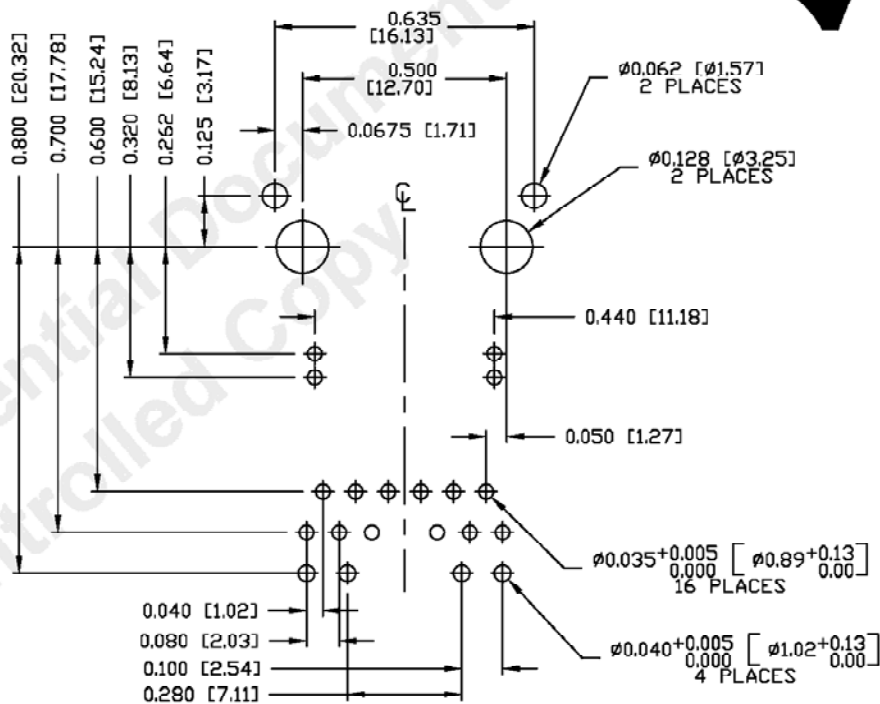 0.635
[16.13]
0.500
[12.70]
0.0675 [1.71]
0.800 [20.32]
0.700 [17.78]
0.600 [15.24]
0.320 [8.13]
0.262 [6.64]
0.125 [3.17]
Ø0.062 [Ø1.57]
2 PLACES
Ø0.128 [Ø3.25]
2 PLACES
℄
0.440 [11.18]
0.050 [1.27]
Ø0.035+0.005 [ Ø0.89+0.13 ]
0.000 0.00
16 PLACES
Ø0.040+0.005 [ Ø1.02+0.13 ]
0.000 0.00
4 PLACES
0.040 [1.02]
0.080 [2.03]
0.100 [2.54]
0.280 [7.11]
Copy